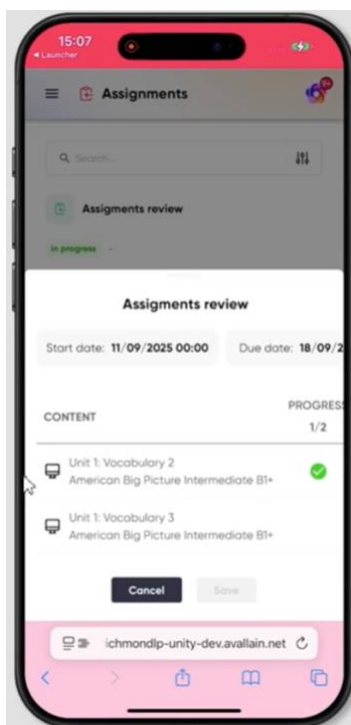 15:07
Launcher
Assignments
9+
Search...
Assigments review
in progress -
Assigments review
Start date: 11/09/2025 00:00 Due date: 18/09/2
CONTENT PROGRESS
1/2
Unit 1: Vocabulary 2
American Big Picture Intermediate B1+
Unit 1: Vocabulary 3
American Big Picture Intermediate B1+
Cancel Save
ichmondlp-unity-dev.avallain.net